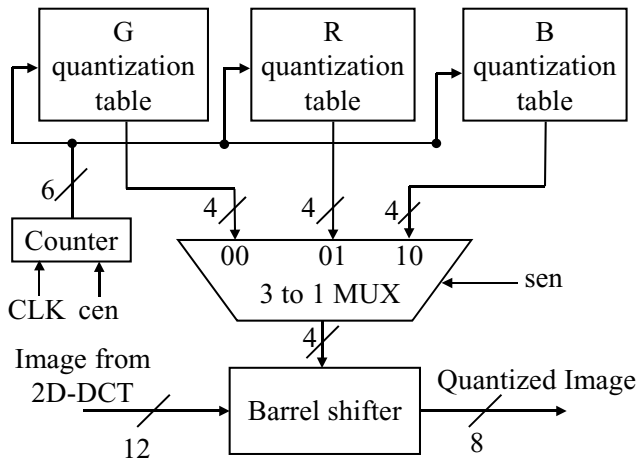 G
quantization
table
R
quantization
table
B
quantization
table
6
4
4
4
Counter
00
01
10
3 to 1 MUX
sen
CLK
cen
4
Image from
2D-DCT
12
Barrel shifter
Quantized Image
8